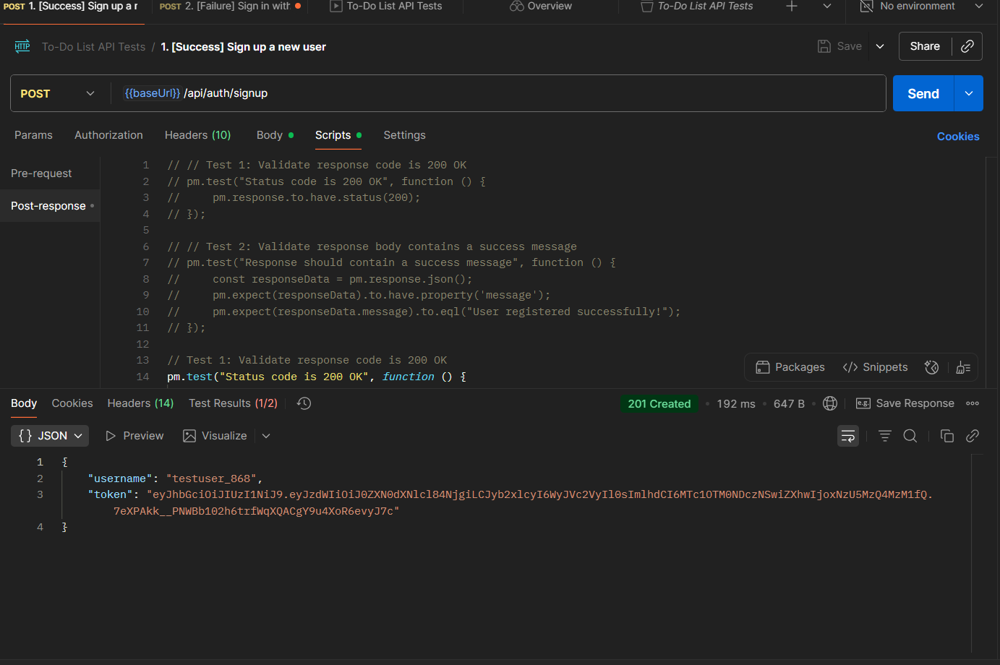 POST 1. [Success] Sign up a r
POST 2. [Failure] Sign in with
To-Do List API Tests
Overview
To-Do List API Tests
No environment
HTTP To-Do List API Tests / 1. [Success] Sign up a new user
Save
Share
POST
{{baseUrl}} /api/auth/signup
Send
Params
Authorization
Headers (10)
Body
Scripts
Settings
Cookies
Pre-request
Post-response
1 // // Test 1: Validate response code is 200 OK
2 // pm.test("Status code is 200 OK", function () {
3 //     pm.response.to.have.status(200);
4 // });
5
6 // // Test 2: Validate response body contains a success message
7 // pm.test("Response should contain a success message", function () {
8 //     const responseData = pm.response.json();
9 //     pm.expect(responseData).to.have.property('message');
10 //     pm.expect(responseData.message).to.eql("User registered successfully!");
11 // });
12
13 // Test 1: Validate response code is 200 OK
14 pm.test("Status code is 200 OK", function () {
Packages
</> Snippets
Body
Cookies
Headers (14)
Test Results (1/2)
201 Created
192 ms
647 B
e.g. Save Response
{} JSON
Preview
Visualize
1 {
2     "username": "testuser_868",
3     "token": "eyJhbGciOiJIUzI1NiJ9.eyJzdWIiOiJ0ZXN0dXNlcl84NjgiLCJyb2xlcyI6WyJVc2VyIl0sImlhdCI6MTc1OTM0NDczNSwiZXhwIjoxNzU5MzQ4MzM1fQ.
7eXPAkk__PNWBb102h6trfWqXQACgY9u4XoR6evyJ7c"
4 }